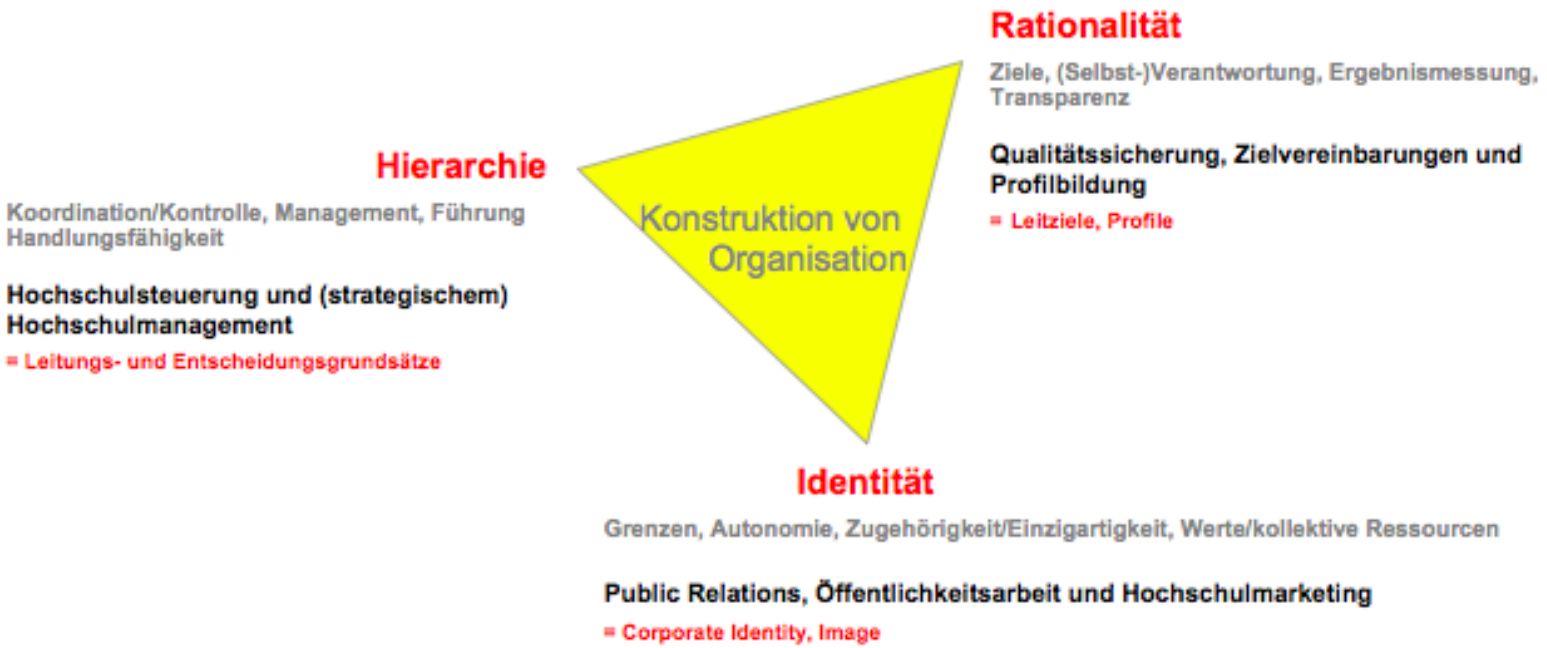 Rationalität
Ziele, (Selbst-)Verantwortung, Ergebnismessung,
Transparenz
Qualitätssicherung, Zielvereinbarungen und
Profilbildung
= Leitziele, Profile
Hierarchie
Koordination/Kontrolle, Management, Führung
Handlungsfähigkeit
Hochschulsteuerung und (strategischem)
Hochschulmanagement
= Leitungs- und Entscheidungsgrundsätze
Konstruktion von
Organisation
Identität
Grenzen, Autonomie, Zugehörigkeit/Einzigartigkeit, Werte/kollektive Ressourcen
Public Relations, Öffentlichkeitsarbeit und Hochschulmarketing
= Corporate Identity, Image